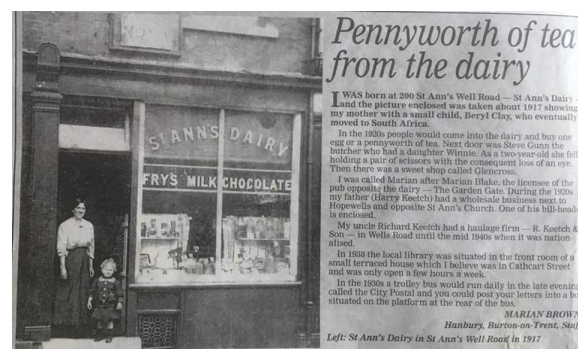 ST ANN'S DAIRY
FRY'S MILK CHOCOLATE
Pennyworth of tea
from the dairy
I WAS born at 200 St Ann's Well Road — St Ann's Dairy -
and the picture enclosed was taken about 1917 showing
my mother with a small child, Beryl Clay, who eventually
moved to South Africa.
In the 1920s people would come into the dairy and buy one
egg or a pennyworth of tea. Next door was Steve Gunn the
butcher who had a daughter Winnie. As a two-year-old she fell
holding a pair of scissors with the consequent loss of an eye.
Then there was a sweet shop called Glencross.
I was called Marian after Marian Blake, the licensee of the
pub opposite the dairy — The Garden Gate. During the 1920s
my father (Harry Keetch) had a wholesale business next to
Hopewells and opposite St Ann's Church. One of his bill-heads
is enclosed.
My uncle Richard Keetch had a haulage firm — R. Keetch &
Son — in Wells Road until the mid 1940s when it was nation-
alised.
In 1938 the local library was situated in the front room of a
small terraced house which I believe was in Cathcart Street
and was only open a few hours a week.
In the 1930s a trolley bus would run daily in the late evening
called the City Postal and you could post your letters into a bo
situated on the platform at the rear of the bus.
MARIAN BROWN
Hanbury, Burton-on-Trent, Staf
Left: St Ann's Dairy in St Ann's Well Road in 1917